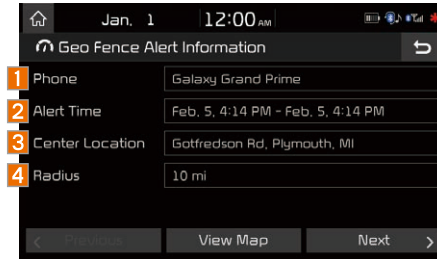 Jan. 1 12:00 AM
Geo Fence Alert Information
1 Phone Galaxy Grand Prime
2 Alert Time Feb. 5, 4:14 PM - Feb. 5, 4:14 PM
3 Center Location Gotfredson Rd, Plymouth, MI
4 Radius 10 mi
< Previous View Map Next >